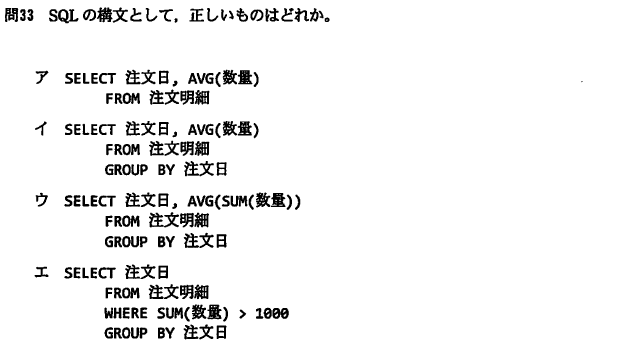 問33 SQLの構文として，正しいものはどれか。
ア SELECT 注文日, AVG(数量)
FROM 注文明細
イ SELECT 注文日, AVG(数量)
FROM 注文明細
GROUP BY 注文日
ウ SELECT 注文日, AVG(SUM(数量))
FROM 注文明細
GROUP BY 注文日
エ SELECT 注文日
FROM 注文明細
WHERE SUM(数量) > 1000
GROUP BY 注文日